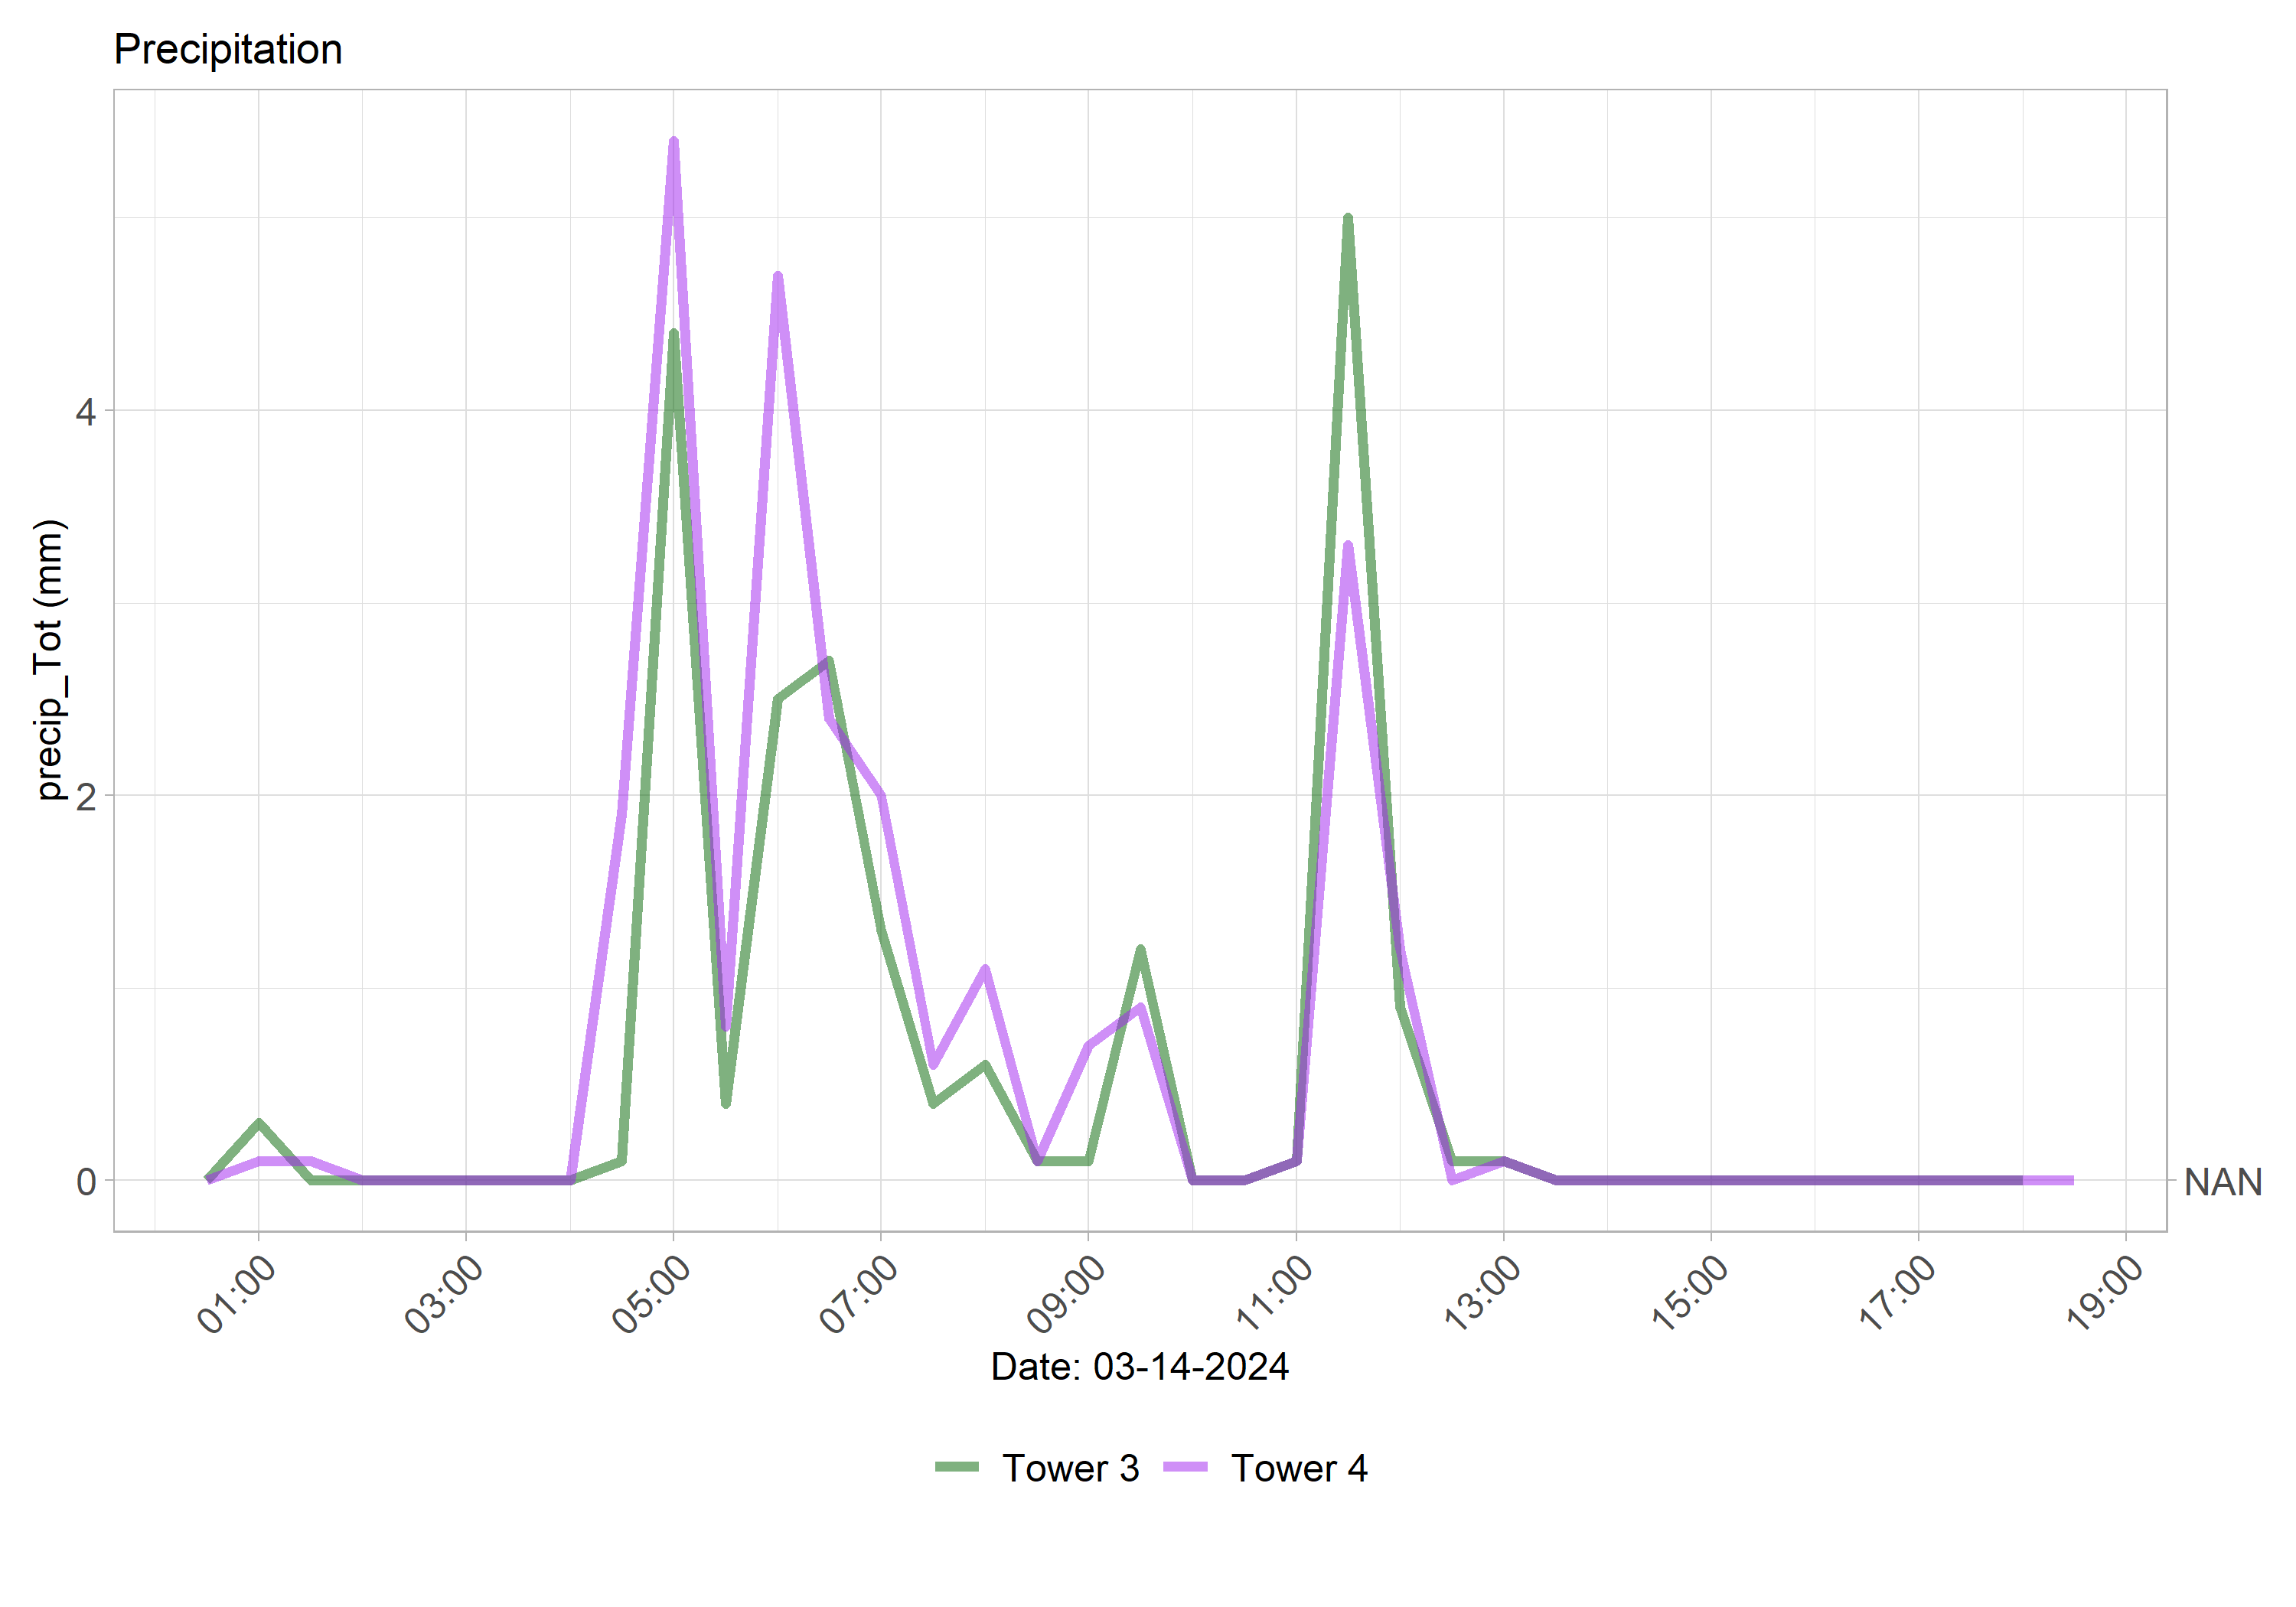 Precipitation
precip_Tot (mm)
4
2
0
NAN
01:00 03:00 05:00 07:00 09:00 11:00 13:00 15:00 17:00 19:00
Date: 03-14-2024
Tower 3 Tower 4